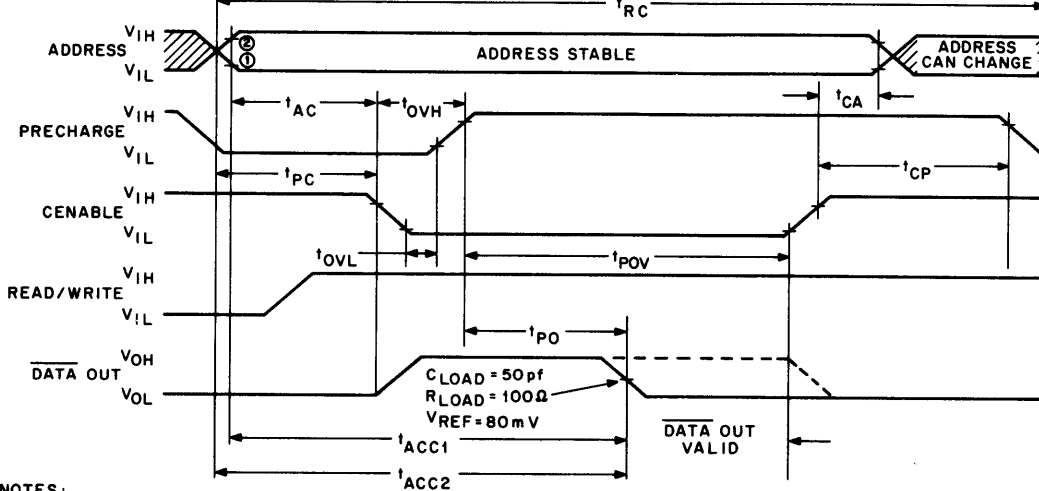 tRC
VIH
ADDRESS
VIL
②
①
ADDRESS STABLE
ADDRESS
CAN CHANGE
tAC
tOVH
tCA
VIH
PRECHARGE
VIL
tPC
tCP
VIH
CENABLE
VIL
tOVL
tPOV
VIH
READ/WRITE
VIL
tPO
VOH
DATA OUT
VOL
CLOAD = 50pf
RLOAD = 100Ω
VREF = 80mV
DATA OUT
VALID
tACC1
tACC2
NOTES: